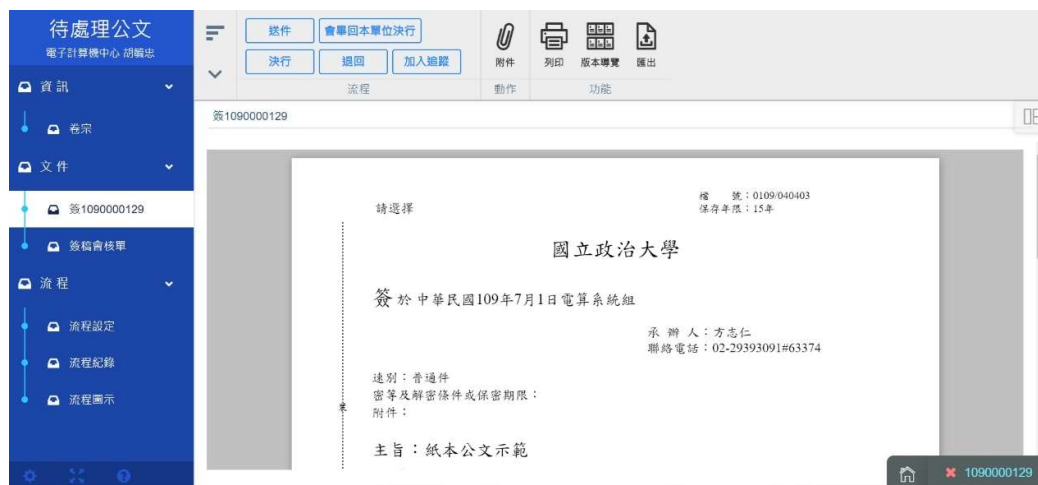 待處理公文
電子計算機中心 胡毓忠
資訊
卷宗
文件
簽1090000129
簽稿會核單
流程
流程設定
流程紀錄
流程圖示
送件
會畢回本單位決行
決行
退回
加入追蹤
流程
附件
動作
列印
版本導覽
匯出
功能
簽1090000129
請選擇
檔 號：0109/040403
保存年限：15年
國立政治大學
簽 於 中華民國109年7月1日電算系統組
承 辦 人：方志仁
聯絡電話：02-29393091#63374
速別：普通件
密等及解密條件或保密期限：
附件：
主旨：紙本公文示範
1090000129